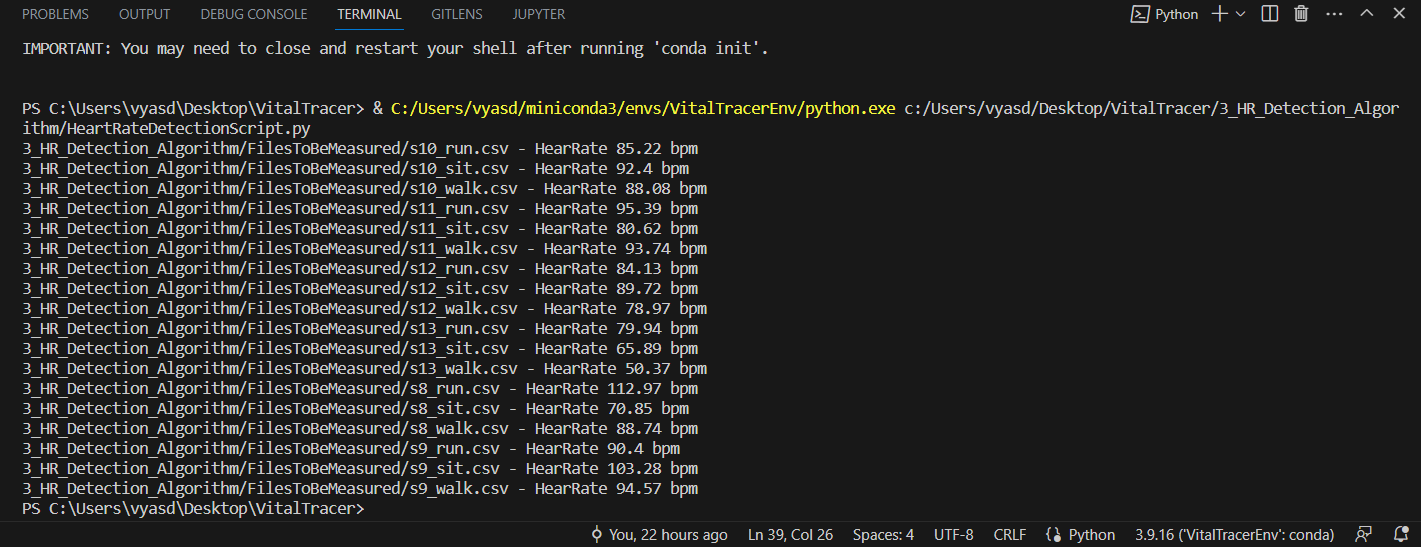 PROBLEMS OUTPUT DEBUG CONSOLE TERMINAL GITLENS JUPYTER Python
IMPORTANT: You may need to close and restart your shell after running 'conda init'.
PS C:\Users\vyasd\Desktop\VitalTracer> & C:/Users/vyasd/miniconda3/envs/VitalTracerEnv/python.exe c:/Users/vyasd/Desktop/VitalTracer/3_HR_Detection_Algor
ithm/HeartRateDetectionScript.py
3_HR_Detection_Algorithm/FilesToBeMeasured/s10_run.csv - HearRate 85.22 bpm
3_HR_Detection_Algorithm/FilesToBeMeasured/s10_sit.csv - HearRate 92.4 bpm
3_HR_Detection_Algorithm/FilesToBeMeasured/s10_walk.csv - HearRate 88.08 bpm
3_HR_Detection_Algorithm/FilesToBeMeasured/s11_run.csv - HearRate 95.39 bpm
3_HR_Detection_Algorithm/FilesToBeMeasured/s11_sit.csv - HearRate 80.62 bpm
3_HR_Detection_Algorithm/FilesToBeMeasured/s11_walk.csv - HearRate 93.74 bpm
3_HR_Detection_Algorithm/FilesToBeMeasured/s12_run.csv - HearRate 84.13 bpm
3_HR_Detection_Algorithm/FilesToBeMeasured/s12_sit.csv - HearRate 89.72 bpm
3_HR_Detection_Algorithm/FilesToBeMeasured/s12_walk.csv - HearRate 78.97 bpm
3_HR_Detection_Algorithm/FilesToBeMeasured/s13_run.csv - HearRate 79.94 bpm
3_HR_Detection_Algorithm/FilesToBeMeasured/s13_sit.csv - HearRate 65.89 bpm
3_HR_Detection_Algorithm/FilesToBeMeasured/s13_walk.csv - HearRate 50.37 bpm
3_HR_Detection_Algorithm/FilesToBeMeasured/s8_run.csv - HearRate 112.97 bpm
3_HR_Detection_Algorithm/FilesToBeMeasured/s8_sit.csv - HearRate 70.85 bpm
3_HR_Detection_Algorithm/FilesToBeMeasured/s8_walk.csv - HearRate 88.74 bpm
3_HR_Detection_Algorithm/FilesToBeMeasured/s9_run.csv - HearRate 90.4 bpm
3_HR_Detection_Algorithm/FilesToBeMeasured/s9_sit.csv - HearRate 103.28 bpm
3_HR_Detection_Algorithm/FilesToBeMeasured/s9_walk.csv - HearRate 94.57 bpm
PS C:\Users\vyasd\Desktop\VitalTracer>
You, 22 hours ago Ln 39, Col 26 Spaces: 4 UTF-8 CRLF Python 3.9.16 ('VitalTracerEnv': conda)